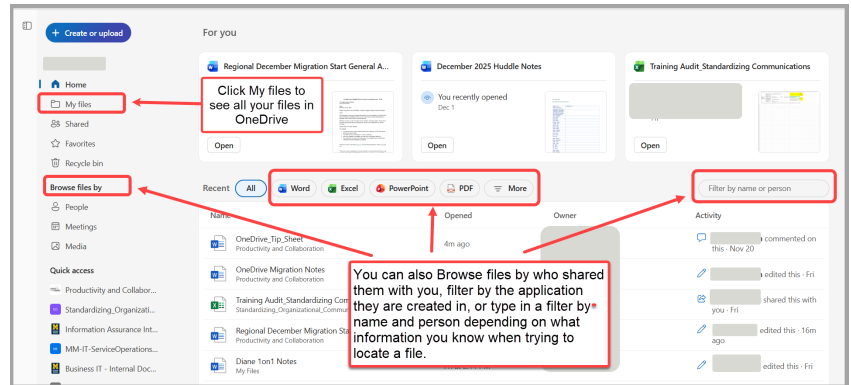 + Create or upload
For you
Regional December Migration Start General A...
December 2025 Huddle Notes
Training Audit_Standardizing Communications
Home
My files
Shared
Favorites
Recycle bin
Click My files to
see all your files in
OneDrive
You recently opened
Dec 1
Open
Open
Open
Browse files by
People
Meetings
Media
Recent
All
Word
Excel
PowerPoint
PDF
More
Filter by name or person
Name
Opened
Owner
Activity
OneDrive_Tip_Sheet
Productivity and Collaboration
4m ago
commented on
this · Nov 20
OneDrive Migration Notes
Productivity and Collaboration
edited this · Fri
Training Audit_Standardizing Com
Standardizing_Organizational_Commun
shared this with
you · Fri
Regional December Migration Sta
Productivity and Collaboration
edited this · 16m
ago
Diane 1on1 Notes
My Files
edited this · Fri
You can also Browse files by who shared
them with you, filter by the application
they are created in, or type in a filter by
name and person depending on what
information you know when trying to
locate a file.
Quick access
Productivity and Collabor...
Standardizing_Organizati...
Information Assurance Int...
MM-IT-ServiceOperations...
Business IT - Internal Doc...